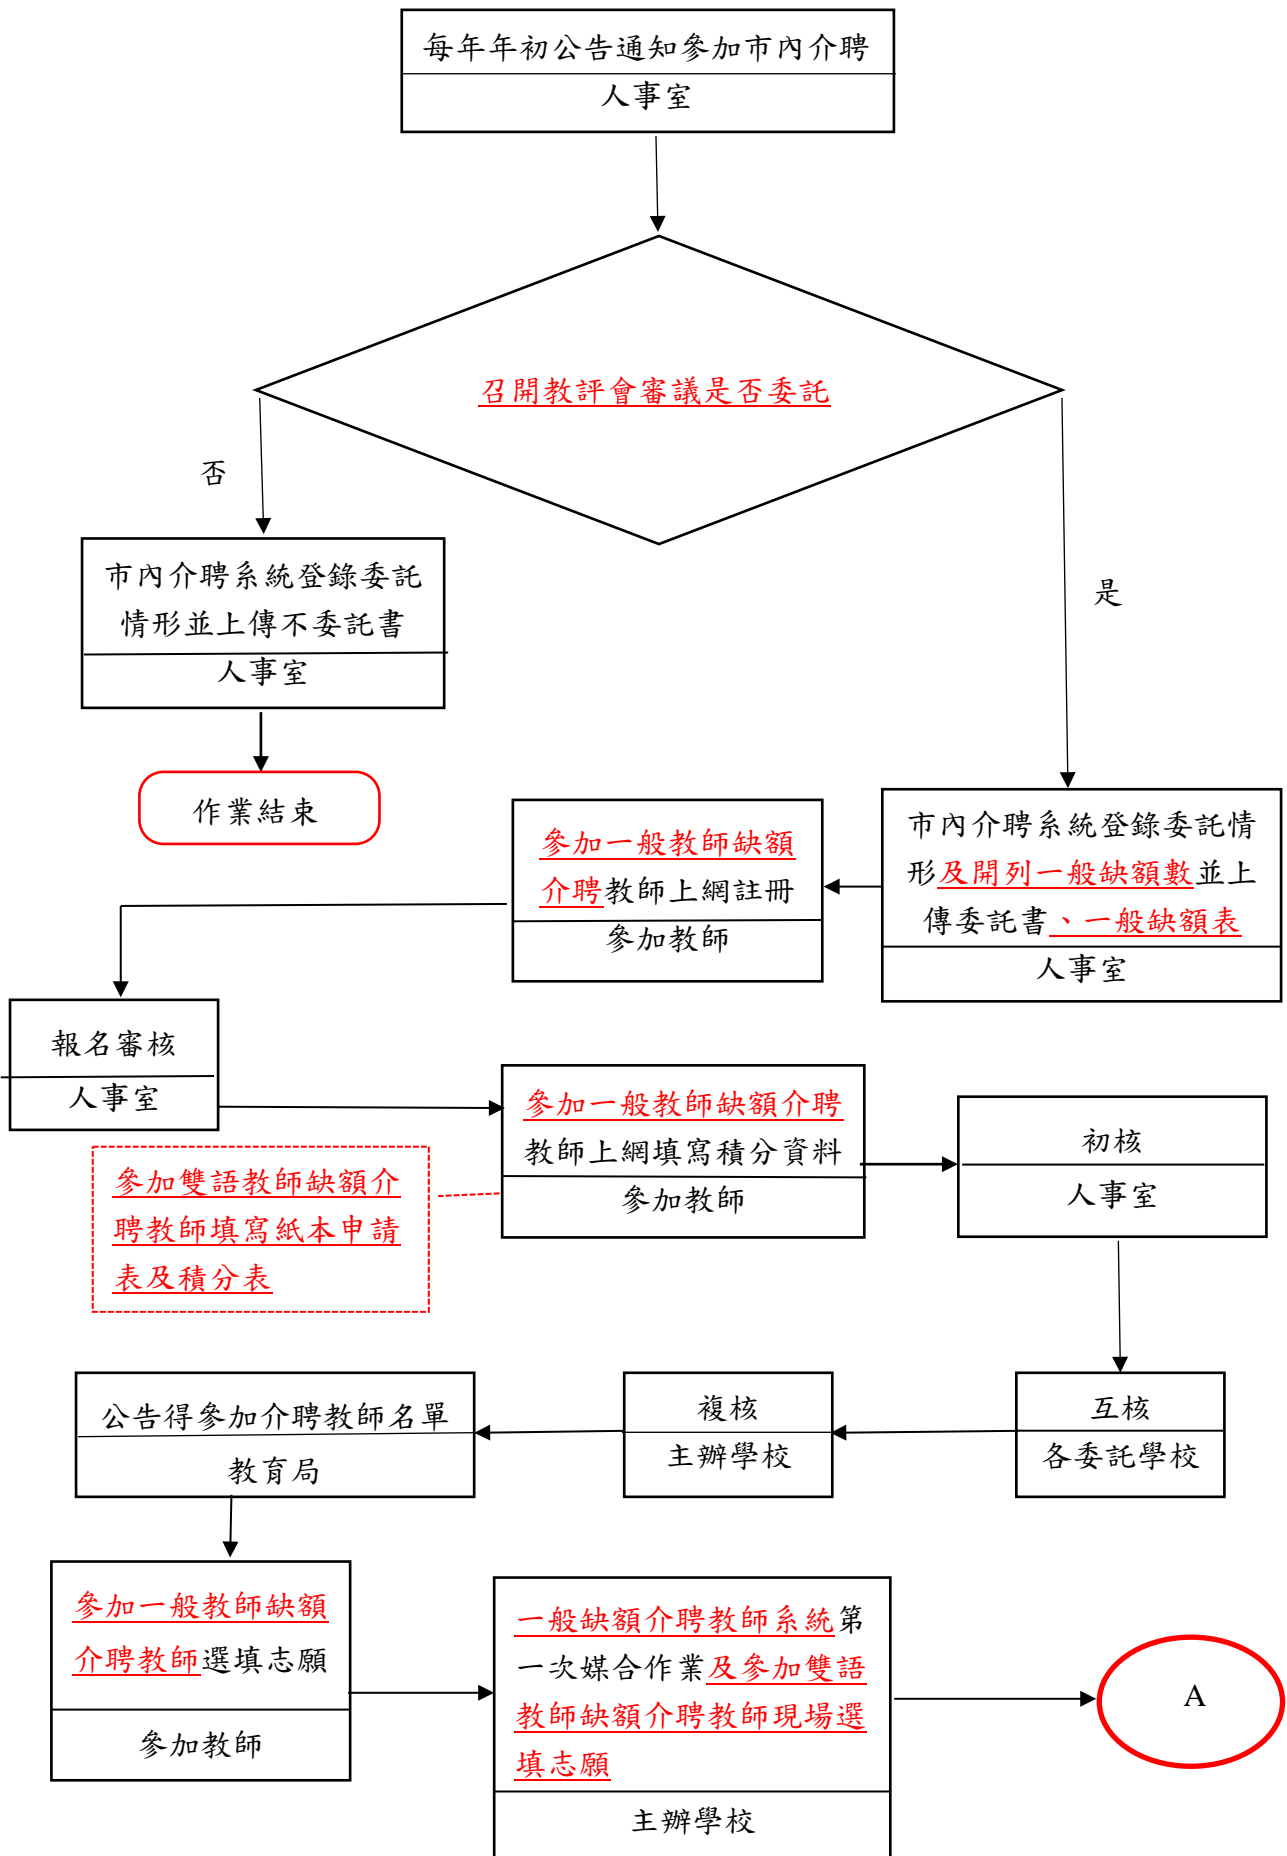 每年年初公告通知參加市內介聘
人事室
召開教評會審議是否委託
否
是
市內介聘系統登錄委託
情形並上傳不委託書
人事室
作業結束
市內介聘系統登錄委託情
形及開列一般缺額數並上
傳委託書、一般缺額表
人事室
參加一般教師缺額
介聘教師上網註冊
參加教師
報名審核
人事室
參加一般教師缺額介聘
教師上網填寫積分資料
參加教師
參加雙語教師缺額介
聘教師填寫紙本申請
表及積分表
初核
人事室
互核
各委託學校
複核
主辦學校
公告得參加介聘教師名單
教育局
參加一般教師缺額
介聘教師選填志願
參加教師
一般缺額介聘教師系統第
一次媒合作業及參加雙語
教師缺額介聘教師現場選
填志願
主辦學校
A